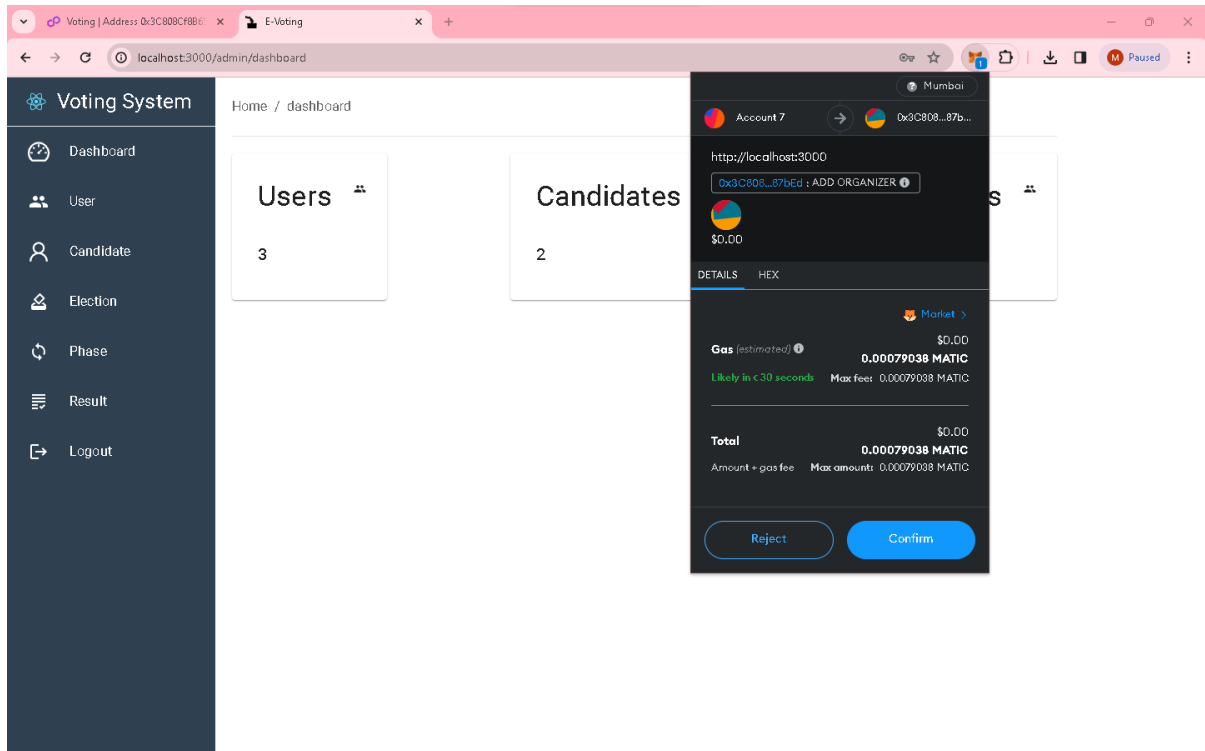 Voting | Address 0x3C808Cf8B6
E-Voting
localhost:3000/admin/dashboard
M Paused
1
Voting System
Dashboard
User
Candidate
Election
Phase
Result
Logout
Home / dashboard
Users
3
Candidates
2
s
Mumbai
Account 7
0x3C808...87b...
http://localhost:3000
0x3C808...87bEd : ADD ORGANIZER
$0.00
DETAILS HEX
Market >
$0.00
Gas (estimated) 0.00079038 MATIC
Likely in < 30 seconds Max fee: 0.00079038 MATIC
$0.00
Total 0.00079038 MATIC
Amount + gas fee Max amount: 0.00079038 MATIC
Reject Confirm